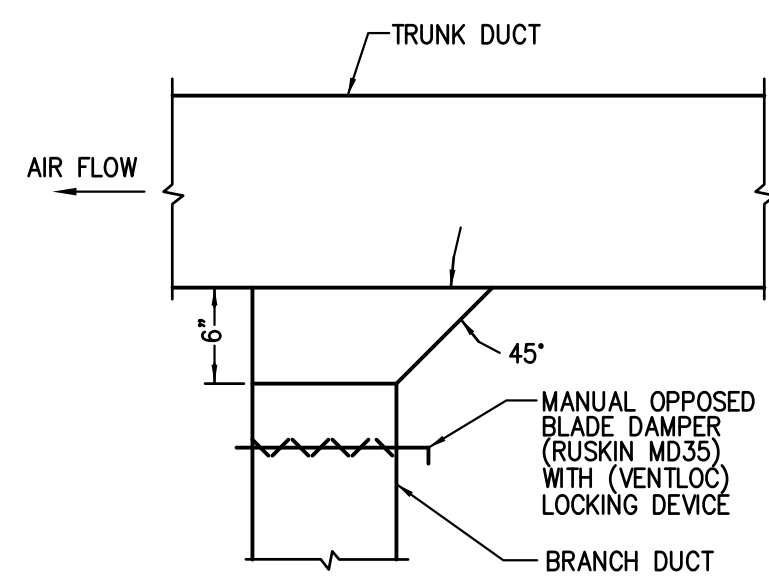 TRUNK DUCT
AIR FLOW
6"
45°
MANUAL OPPOSED
BLADE DAMPER
(RUSKIN MD35)
WITH (VENTLOC)
LOCKING DEVICE
BRANCH DUCT